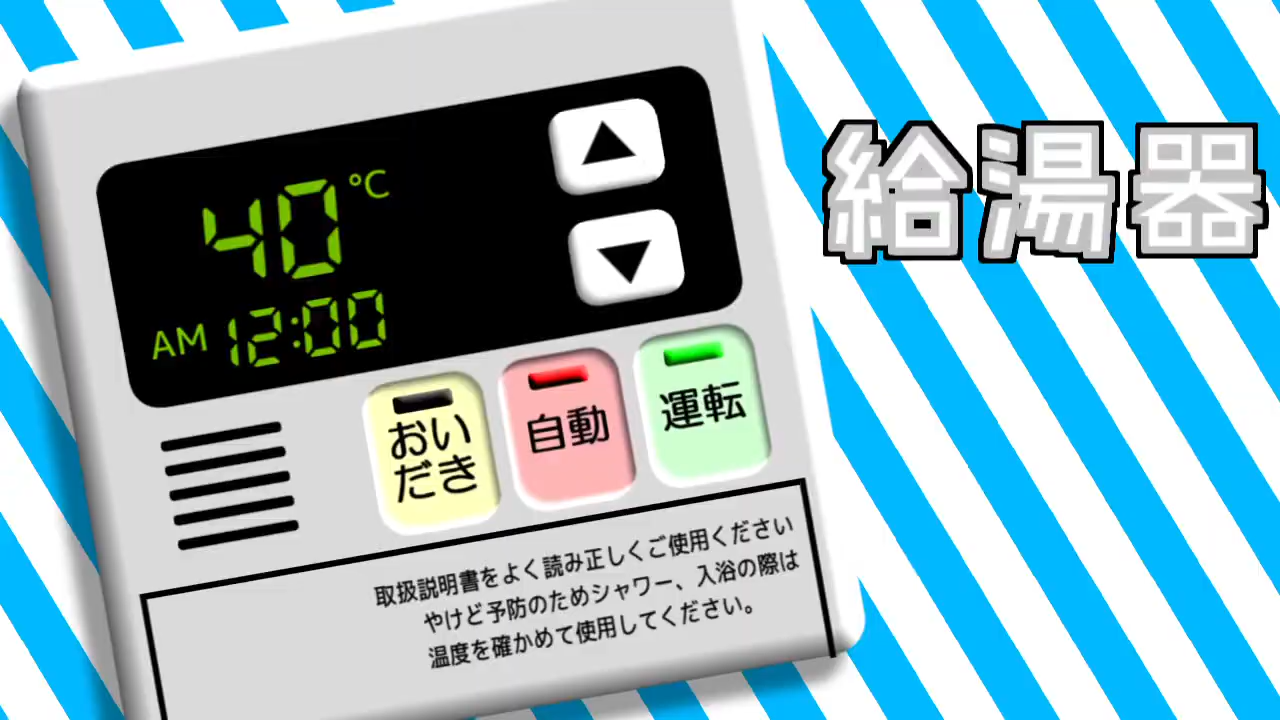 給湯器
40℃
AM 12:00
▲
▼
おい
だき
自動
運転
取扱説明書をよく読み正しくご使用ください
やけど予防のためシャワー、入浴の際は
温度を確かめて使用してください。